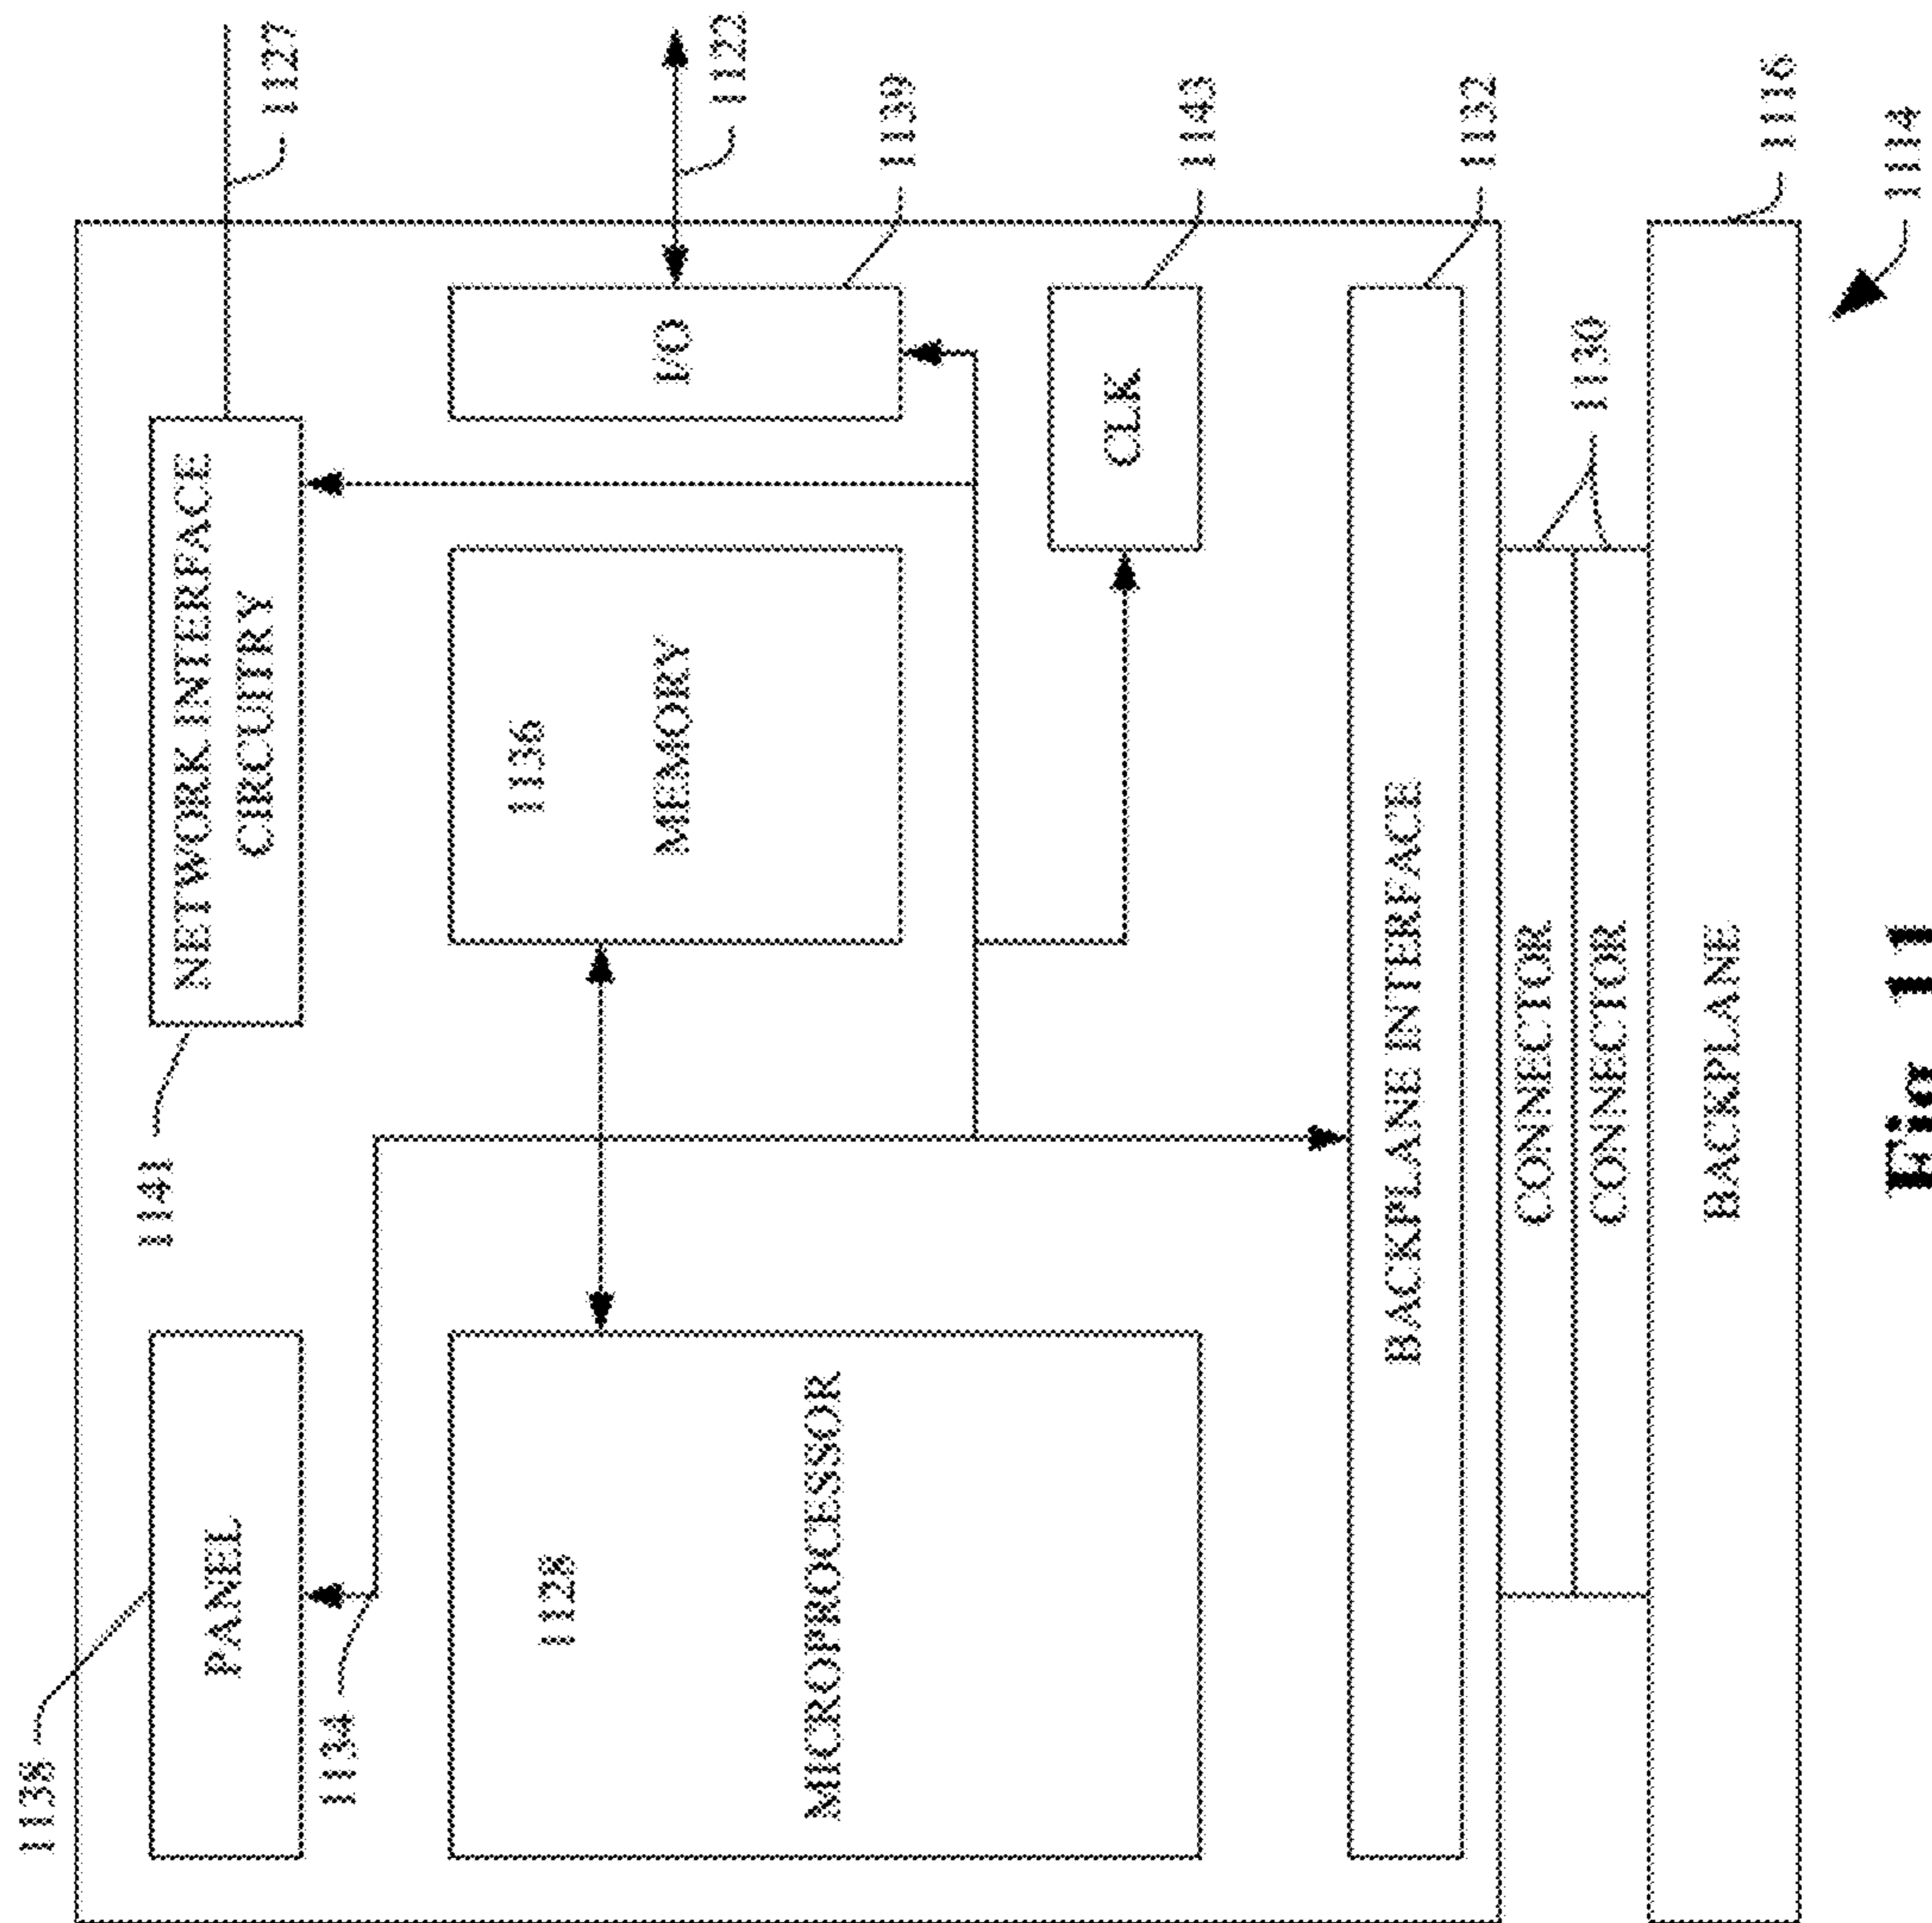 1138
PANEL
1134
1128
MICROPROCESSOR
1141
NETWORK INTERFACE
CIRCUITRY
1136
MEMORY
I/O
CLK
BACKPLANE INTERFACE
CONNECTOR
CONNECTOR
BACKPLANE
1127
1122
1139
1143
1132
1130
1116
1114
Fig 11